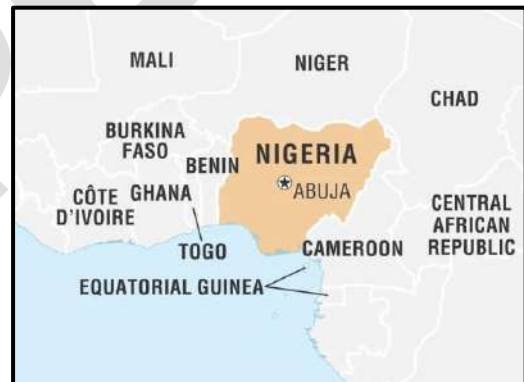 MALI
NIGER
CHAD
BURKINA
FASO
BENIN
NIGERIA
ABUJA
CÔTE
D'IVOIRE
GHANA
TOGO
CAMEROON
CENTRAL
AFRICAN
REPUBLIC
EQUATORIAL GUINEA